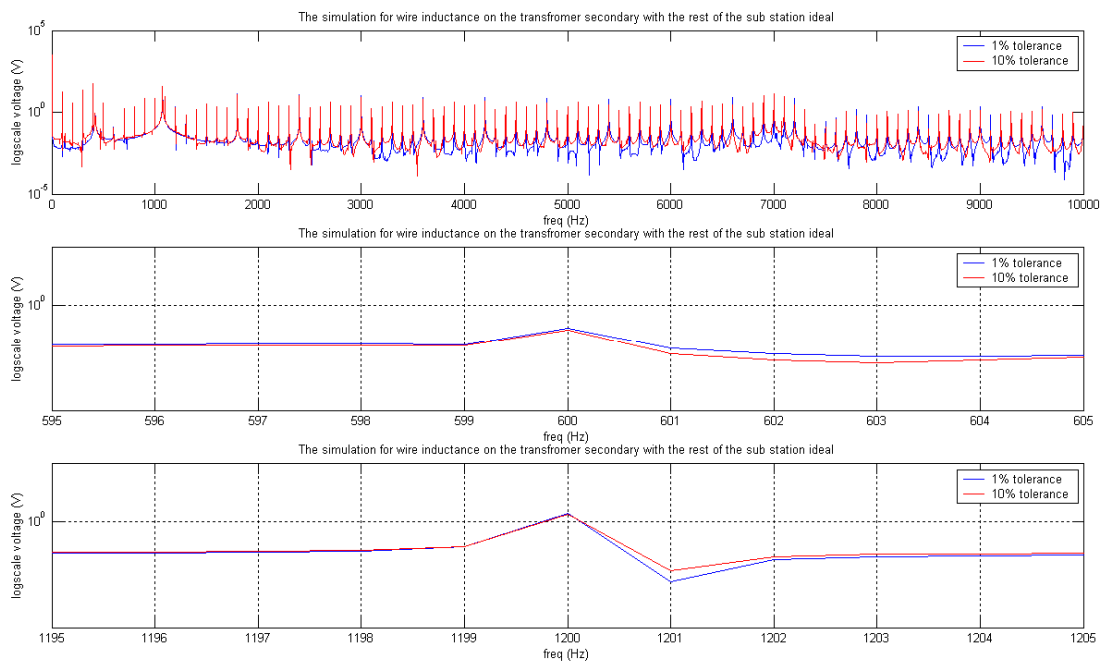 The simulation for wire inductance on the transfromer secondary with the rest of the sub station ideal
10^5
10^0
10^-5
logscale voltage (V)
1% tolerance
10% tolerance
0 1000 2000 3000 4000 5000 6000 7000 8000 9000 10000
freq (Hz)
The simulation for wire inductance on the transfromer secondary with the rest of the sub station ideal
10^0
logscale voltage (V)
1% tolerance
10% tolerance
595 596 597 598 599 600 601 602 603 604 605
freq (Hz)
The simulation for wire inductance on the transfromer secondary with the rest of the sub station ideal
10^0
logscale voltage (V)
1% tolerance
10% tolerance
1195 1196 1197 1198 1199 1200 1201 1202 1203 1204 1205
freq (Hz)